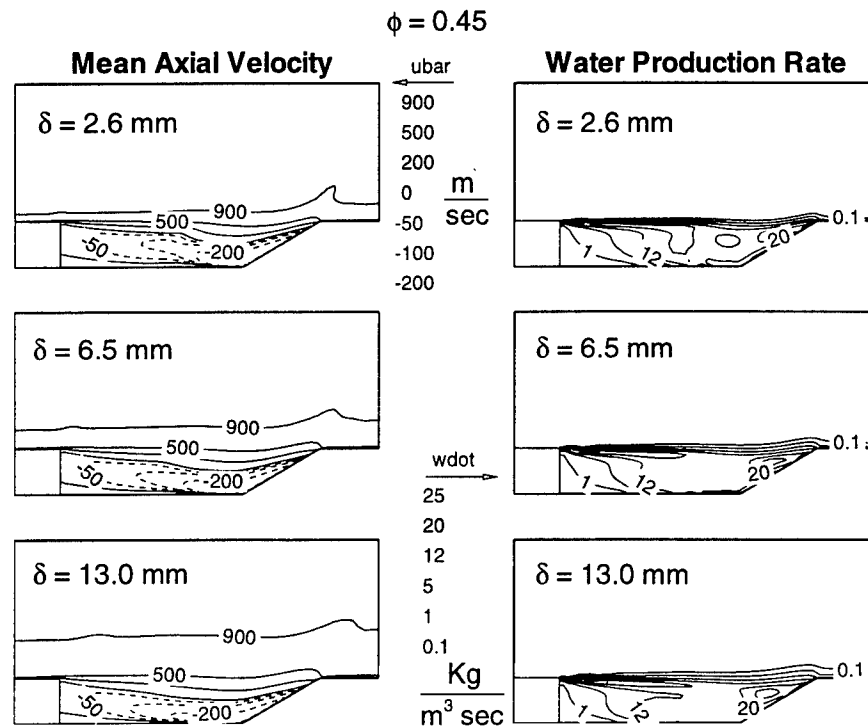 ϕ = 0.45
Mean Axial Velocity
ubar
Water Production Rate
δ = 2.6 mm
900
500
-50
-200
900
500
200
0
-50
-100
-200
m
sec
δ = 2.6 mm
0.1
1
12
20
δ = 6.5 mm
900
500
-50
-200
δ = 6.5 mm
0.1
1
12
20
wdot
25
20
12
5
1
0.1
Kg
m³ sec
δ = 13.0 mm
900
500
-50
-200
δ = 13.0 mm
0.1
1
12
20